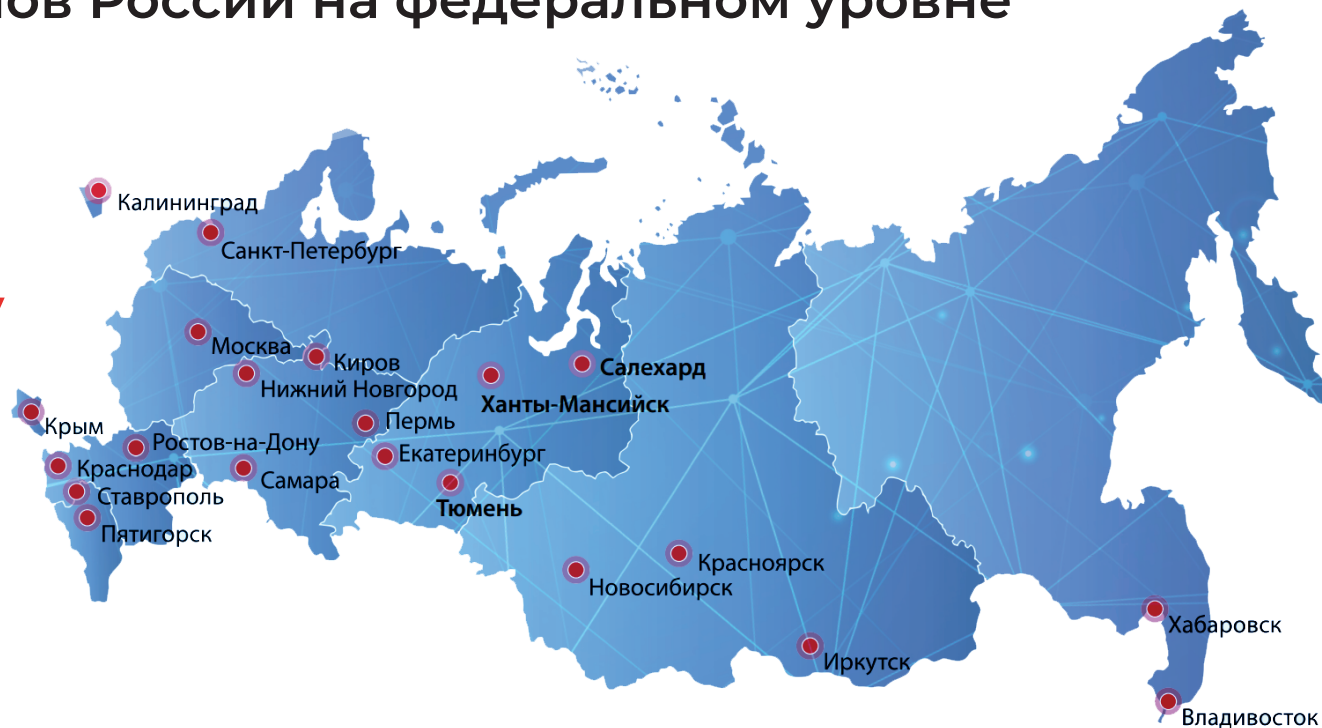 России на федеральном уровне
Калининград
Санкт-Петербург
Москва
Киров
Нижний Новгород
Салехард
Ханты-Мансийск
Крым
Пермь
Ростов-на-Дону
Екатеринбург
Краснодар
Самара
Ставрополь
Тюмень
Пятигорск
Красноярск
Новосибирск
Хабаровск
Иркутск
Владивосток